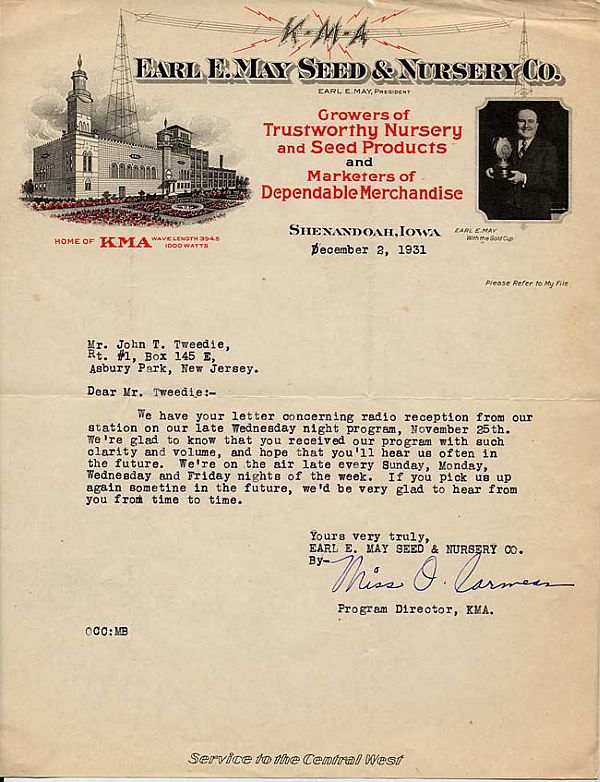 K-M-A
EARL E. MAY SEED & NURSERY CO.
EARL E. MAY, PRESIDENT
Growers of
Trustworthy Nursery
and Seed Products
and
Marketers of
Dependable Merchandise
SHENANDOAH, IOWA
EARL E. MAY
With the Gold Cup
HOME OF KMA WAVE LENGTH 394.5
1000 WATTS
December 2, 1931
Please Refer to My File
Mr. John T. Tweedie,
Rt. #1, Box 145 E,
Asbury Park, New Jersey.
Dear Mr. Tweedie:-
We have your letter concerning radio reception from our
station on our late Wednesday night program, November 25th.
We're glad to know that you received our program with such
clarity and volume, and hope that you'll hear us often in
the future. We're on the air late every Sunday, Monday,
Wednesday and Friday nights of the week. If you pick us up
again sometine in the future, we'd be very glad to hear from
you from time to time.
Yours very truly,
EARL E. MAY SEED & NURSERY CO.
By-
Miss O. Carmean
Program Director, KMA.
OCC:MB
Service to the Central West